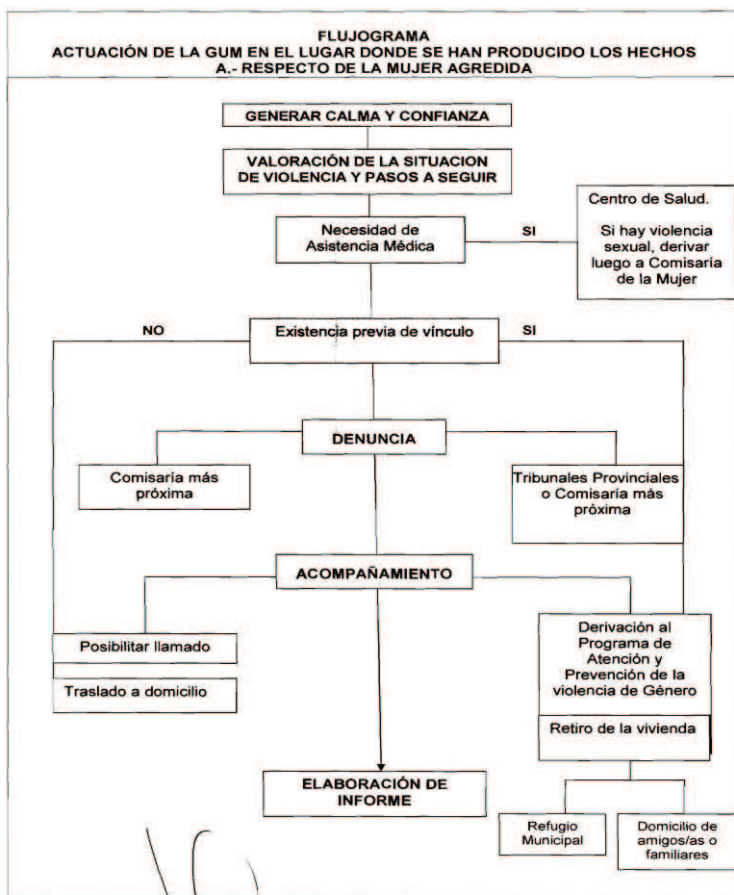 FLUJOGRAMA
ACTUACIÓN DE LA GUM EN EL LUGAR DONDE SE HAN PRODUCIDO LOS HECHOS
A.- RESPECTO DE LA MUJER AGREDIDA
GENERAR CALMA Y CONFIANZA
VALORACIÓN DE LA SITUACION
DE VIOLENCIA Y PASOS A SEGUIR
Necesidad de
Asistencia Médica
SI
Centro de Salud.
Si hay violencia
sexual, derivar
luego a Comisaría
de la Mujer
NO
Existencia previa de vínculo
SI
DENUNCIA
Comisaría más
próxima
Tribunales Provinciales
o Comisaría más
próxima
ACOMPAÑAMIENTO
Posibilitar llamado
Traslado a domicilio
Derivación al
Programa de
Atención y
Prevención de la
violencia de Género
Retiro de la vivienda
ELABORACIÓN DE
INFORME
Refugio
Municipal
Domicilio de
amigos/as o
familiares